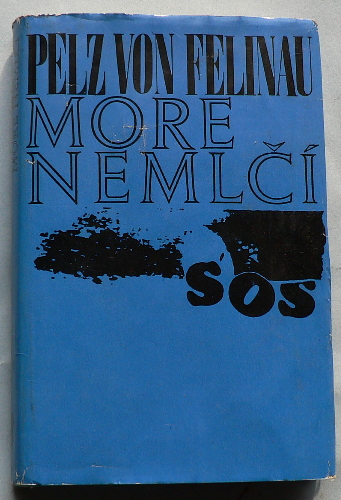 PELZ VON FELINAU
MORE
NEMLČÍ
SOS